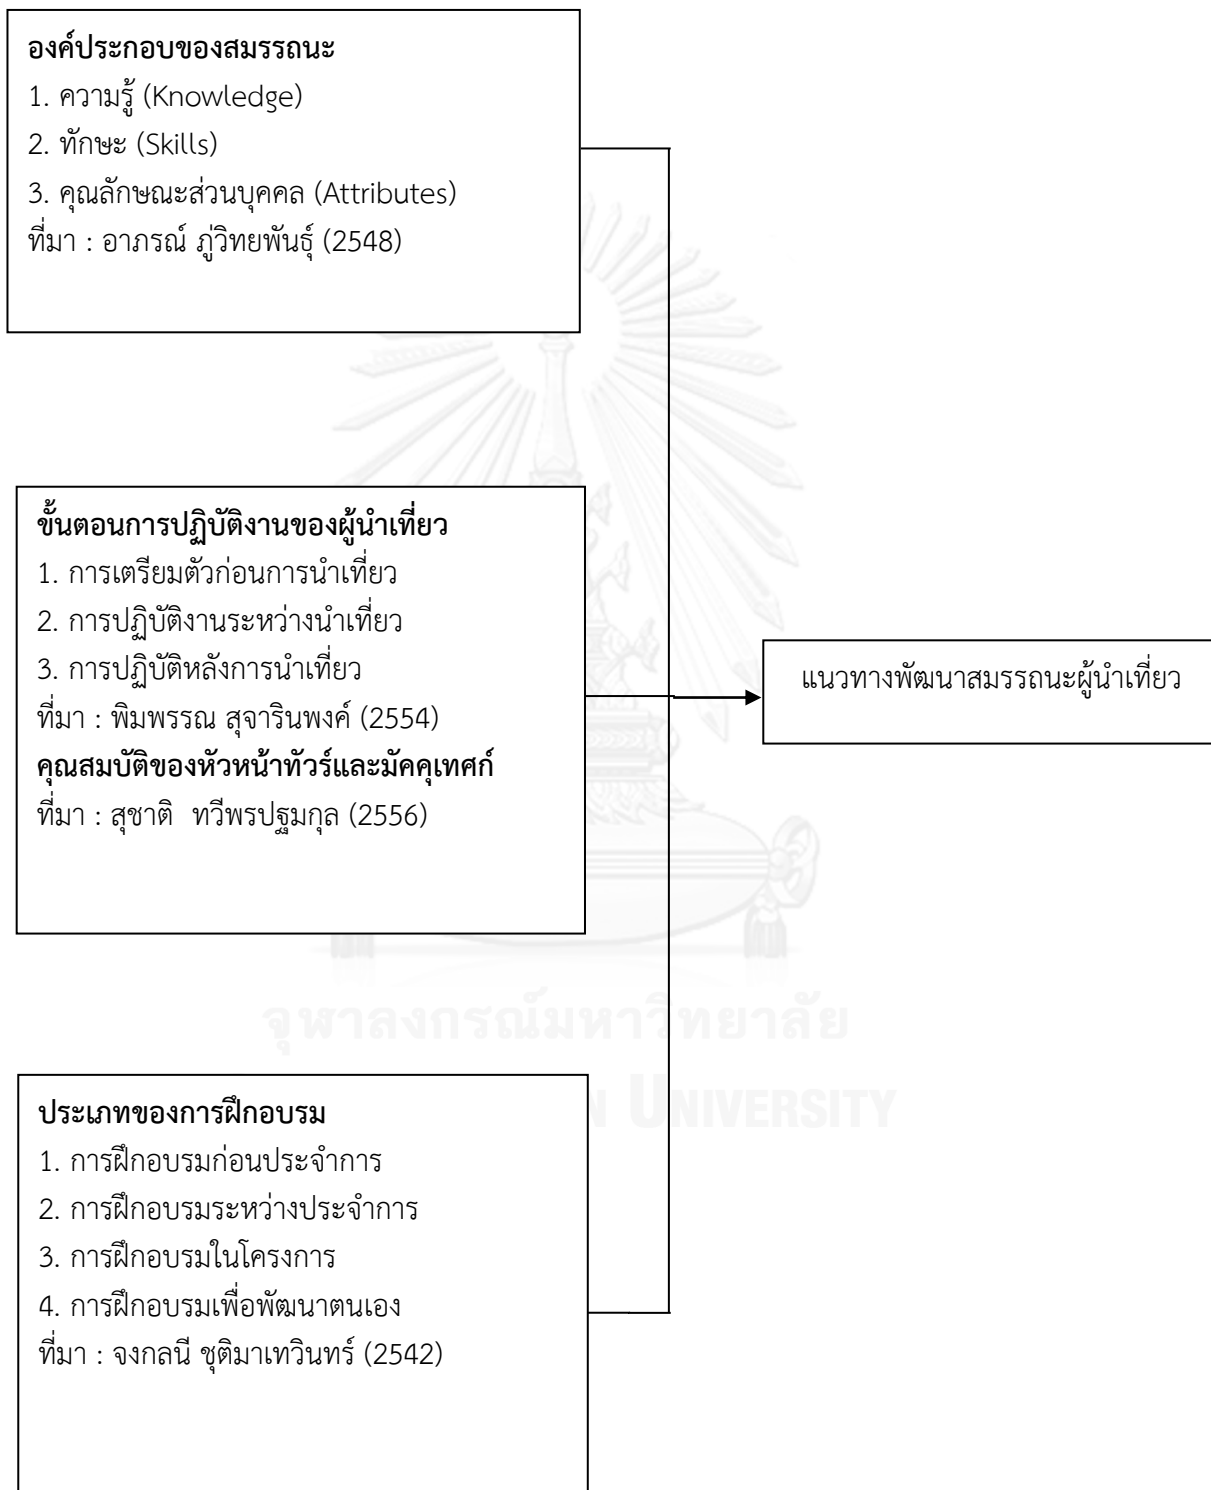 องค์ประกอบของสมรรถนะ
1. ความรู้ (Knowledge)
2. ทักษะ (Skills)
3. คุณลักษณะส่วนบุคคล (Attributes)
ที่มา : อาภรณ์ ภู่วิทยพันธุ์ (2548)
ขั้นตอนการปฏิบัติงานของผู้นำเที่ยว
1. การเตรียมตัวก่อนการนำเที่ยว
2. การปฏิบัติงานระหว่างนำเที่ยว
3. การปฏิบัติหลังการนำเที่ยว
ที่มา : พิมพรรณ สุจารินพงค์ (2554)
คุณสมบัติของหัวหน้าทัวร์และมัคคุเทศก์
ที่มา : สุชาติ ทวีพรปฐมกุล (2556)
แนวทางพัฒนาสมรรถนะผู้นำเที่ยว
จุฬาลงกรณ์มหาวิทยาลัย
N UNIVERSITY
ประเภทของการฝึกอบรม
1. การฝึกอบรมก่อนประจำการ
2. การฝึกอบรมระหว่างประจำการ
3. การฝึกอบรมในโครงการ
4. การฝึกอบรมเพื่อพัฒนาตนเอง
ที่มา : จงกลนี ชุติมาเทวินทร์ (2542)